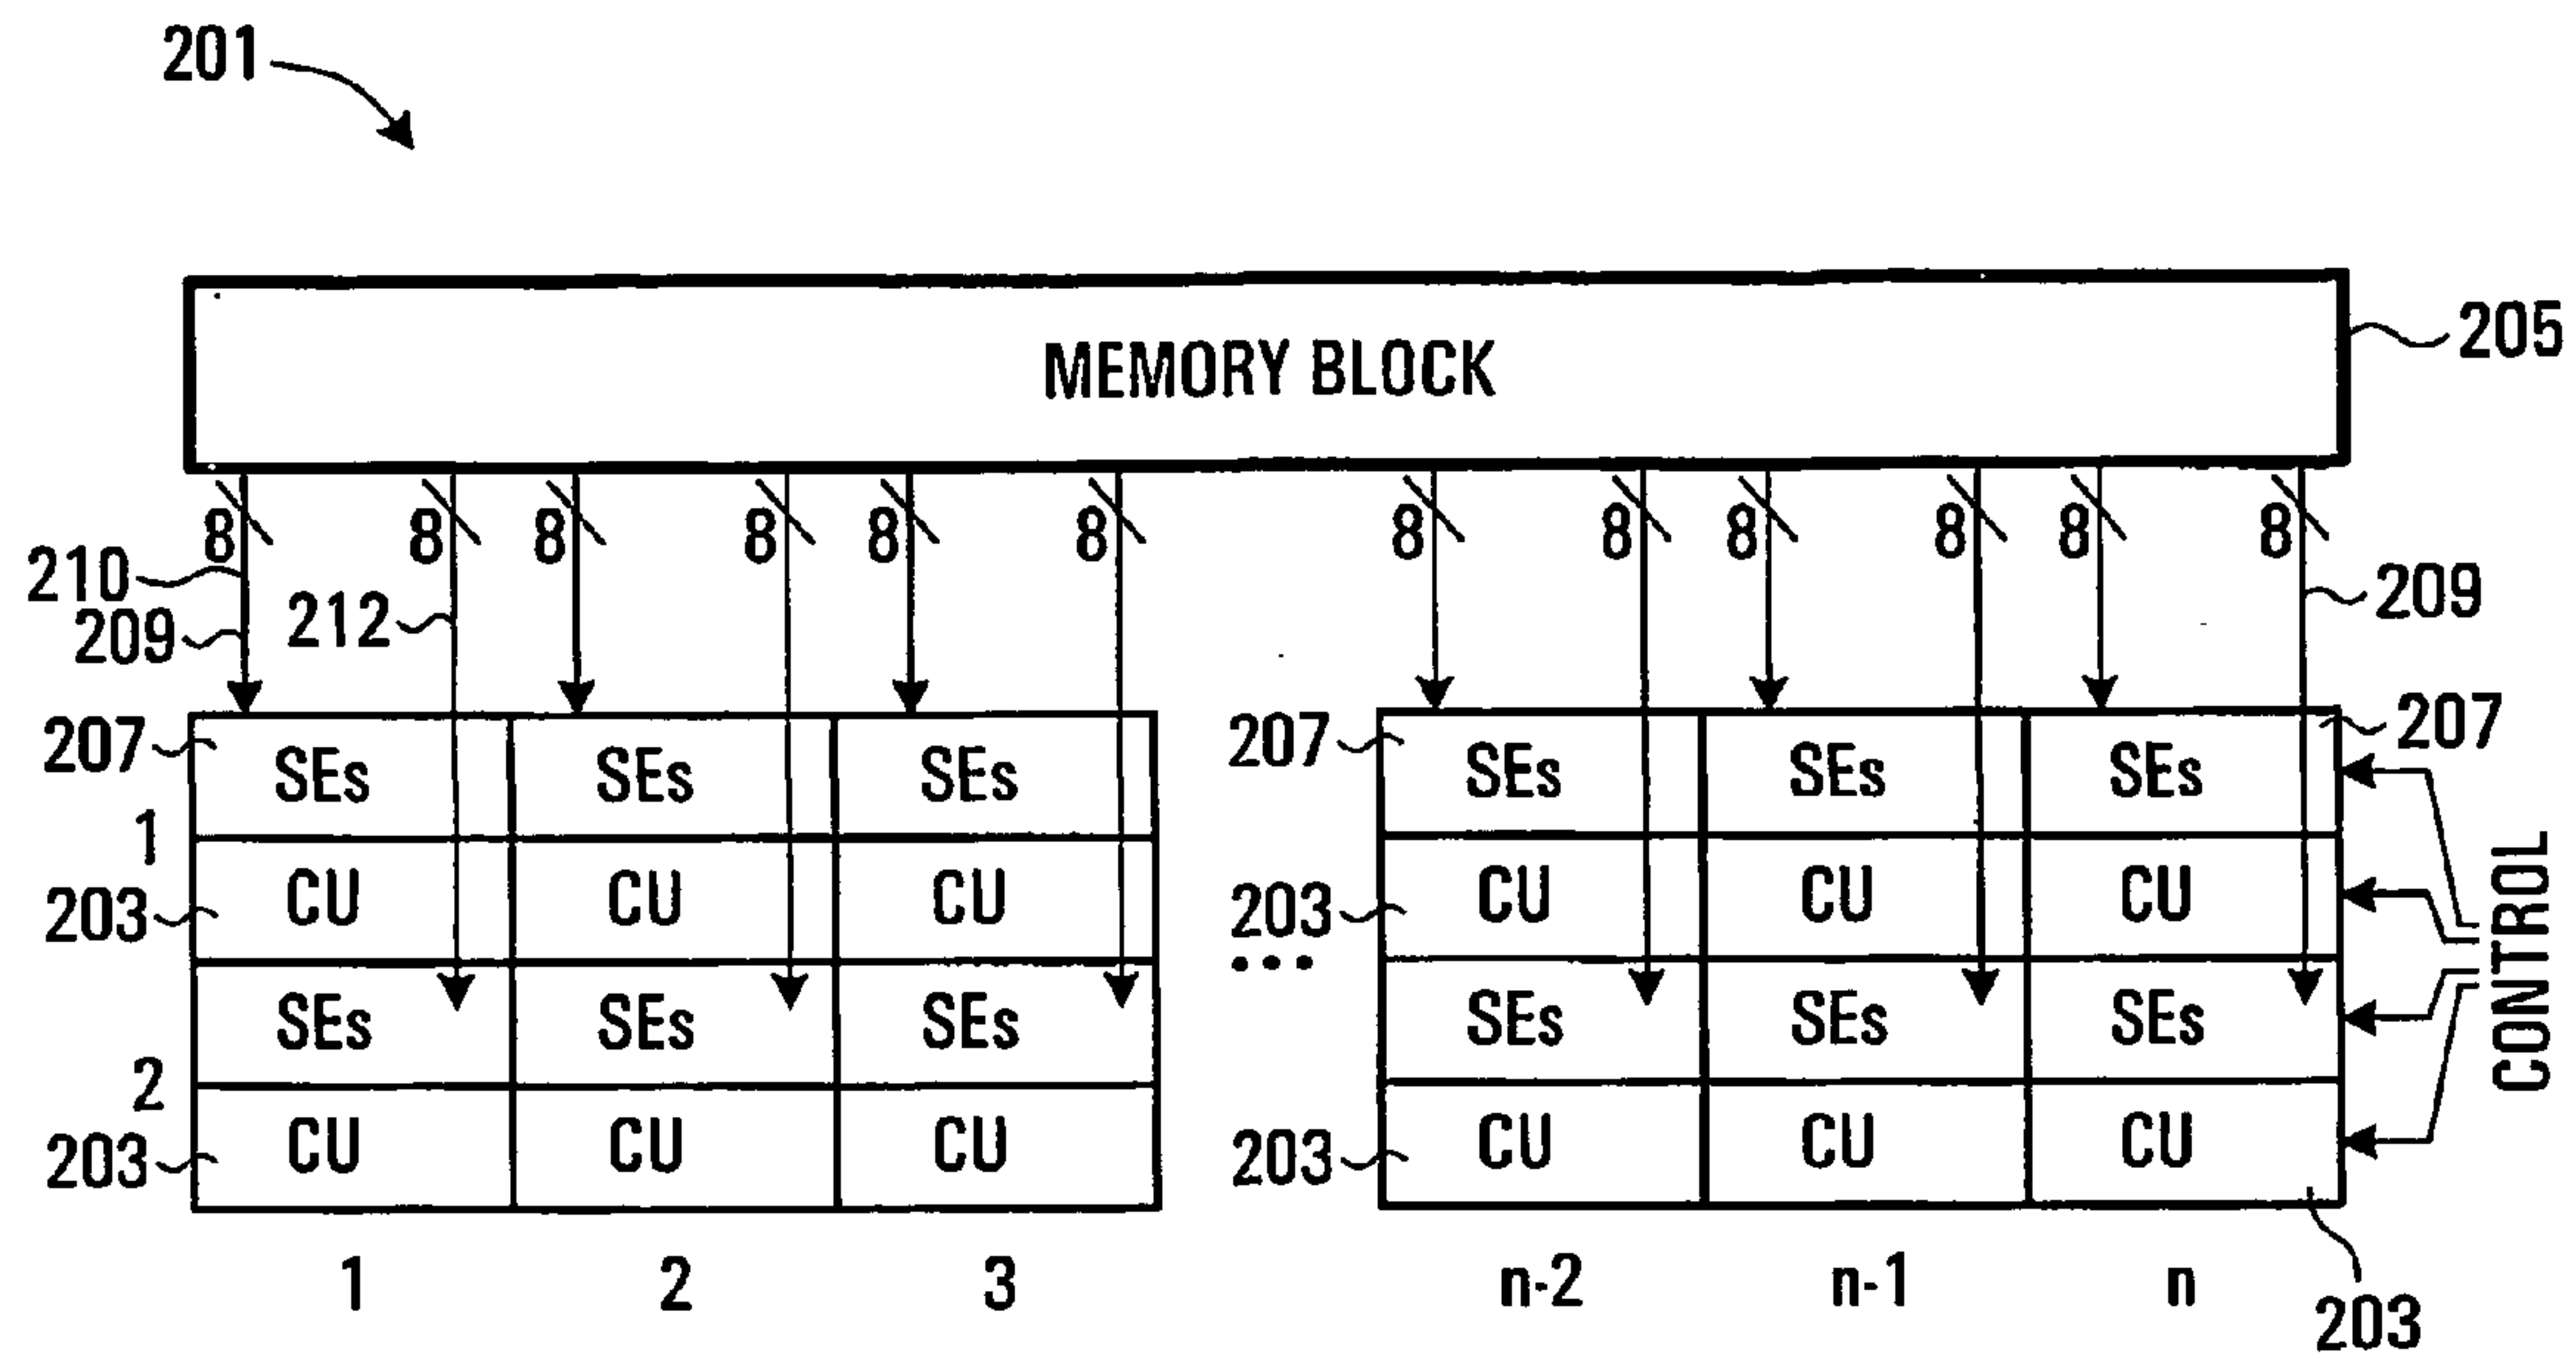 201
MEMORY BLOCK
205
8 8 8 8 8 8 8 8 8 8 8 8
210
209 212 209
207 SEs SEs SEs 207 SEs SEs SEs 207
1
203 CU CU CU 203 CU CU CU
SEs SEs SEs ... SEs SEs SEs
2
203 CU CU CU 203 CU CU CU
CONTROL
1 2 3 n-2 n-1 n
203